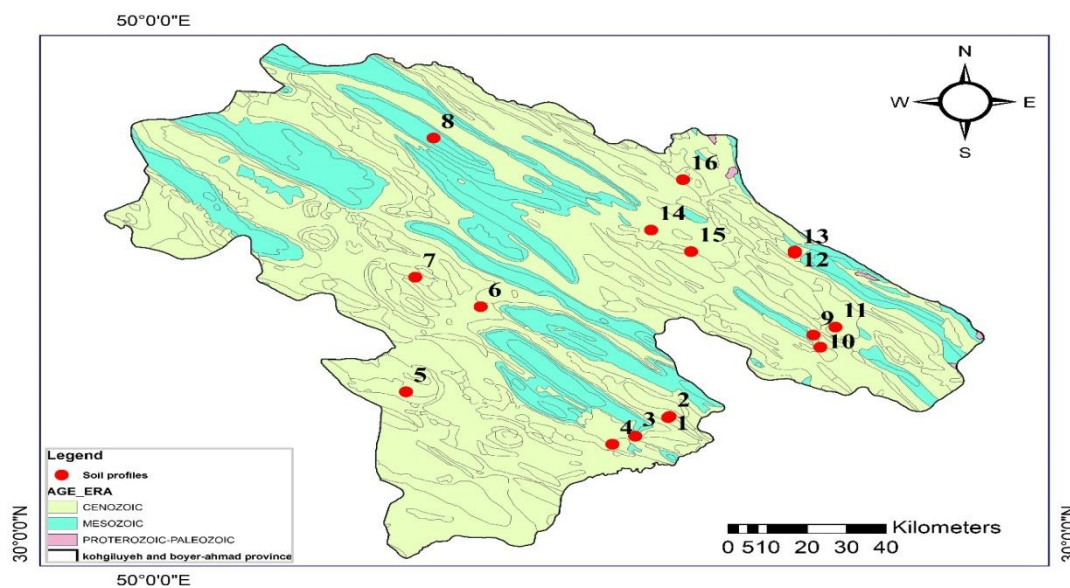 50°0'0"E
N
W E
S
8
16
14
15
13
12
7
6
11
9
10
5
2
3 1
4
Legend
Soil profiles
AGE_ERA
CENOZOIC
MESOZOIC
PROTEROZOIC-PALEOZOIC
kohgiluyeh and boyer-ahmad province
Kilometers
0 5 10 20 30 40
30°0'0"N
30°0'0"N
50°0'0"E